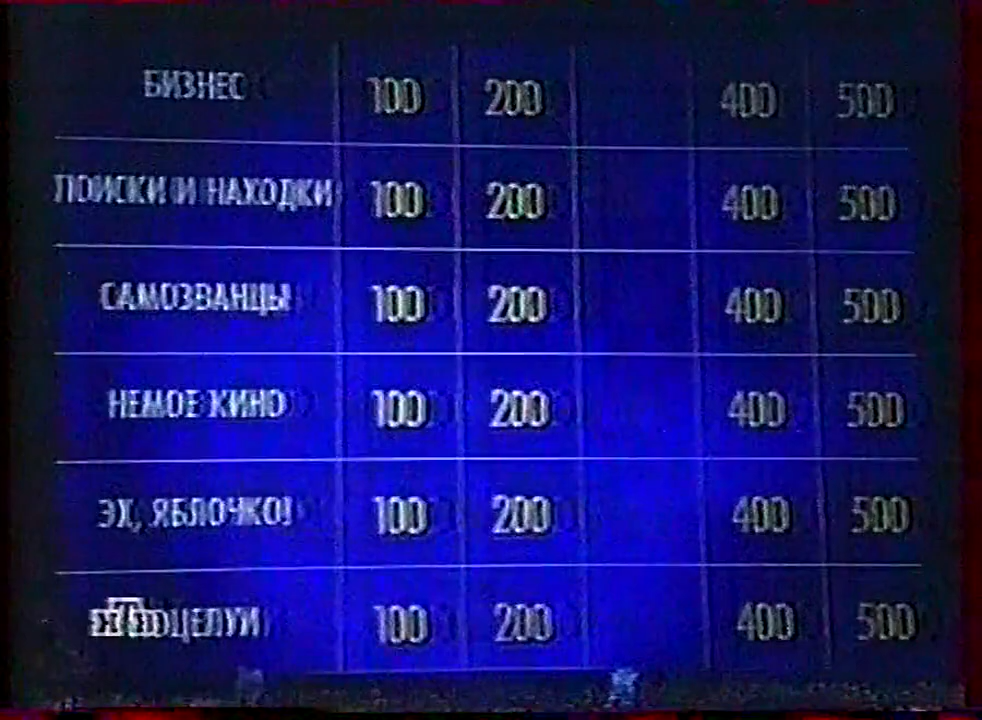 БИЗНЕС 100 200 400 500
ПОИСКИ И НАХОДКИ 100 200 400 500
САМОЗВАНЦЫ 100 200 400 500
НЕМОЕ КИНО 100 200 400 500
ЭХ, ЯБЛОЧКО! 100 200 400 500
100 200 400 500